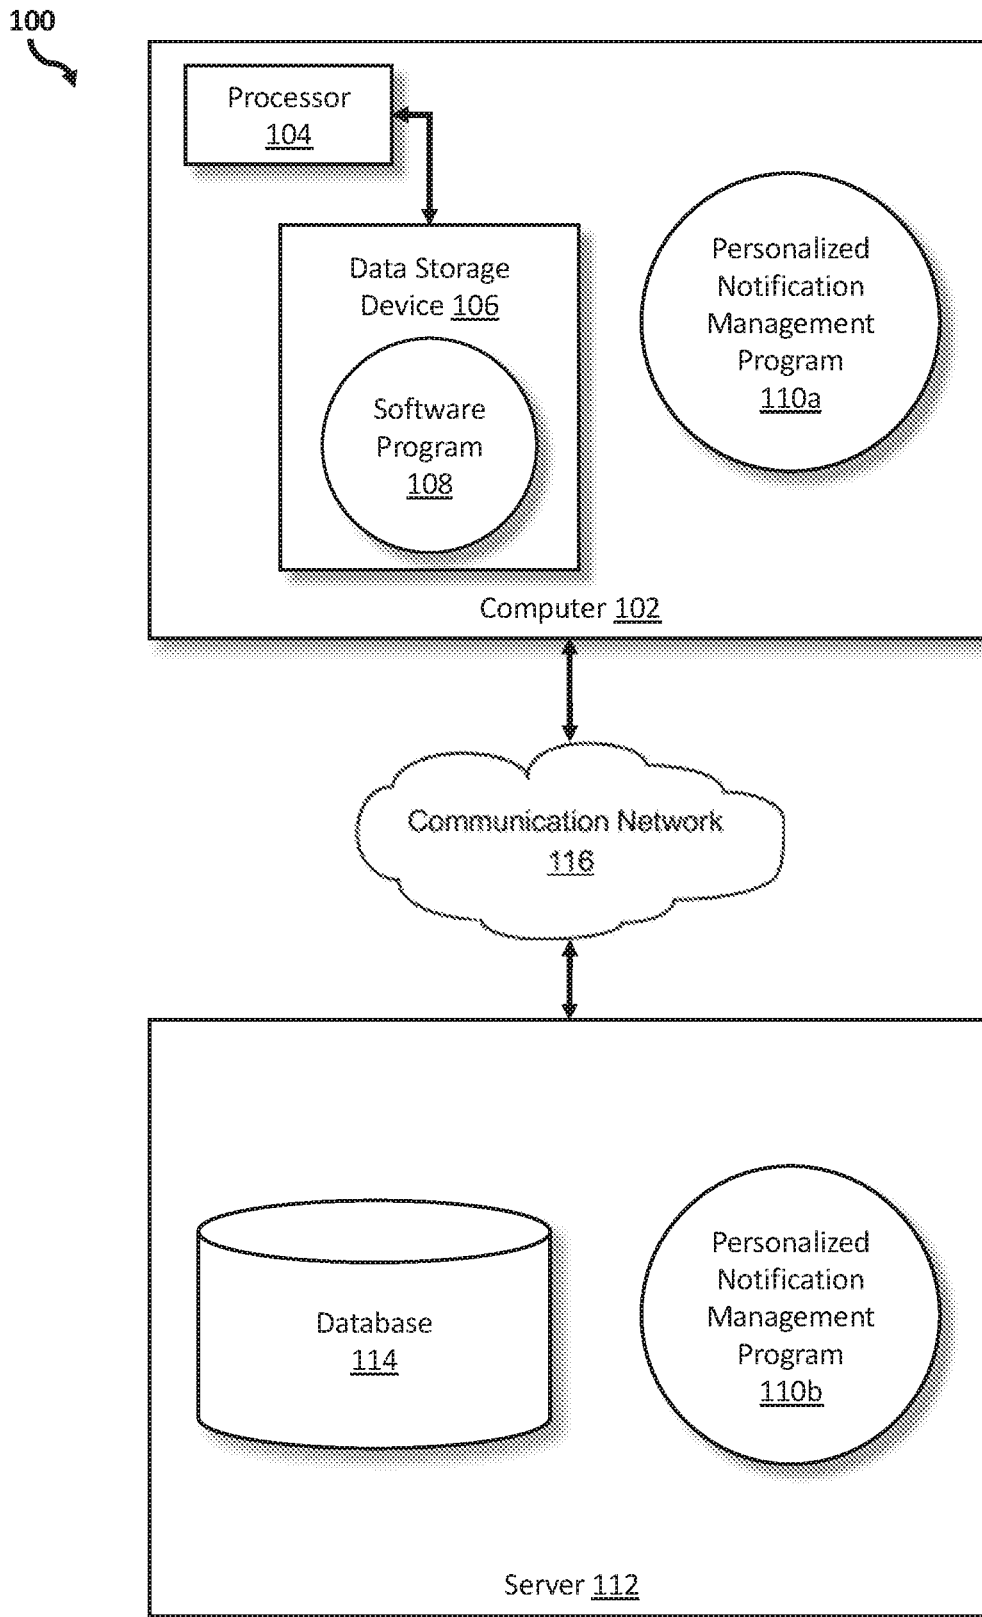 100
Processor
104
Data Storage
Device 106
Software
Program
108
Personalized
Notification
Management
Program
110a
Computer 102
Communication Network
116
Database
114
Personalized
Notification
Management
Program
110b
Server 112